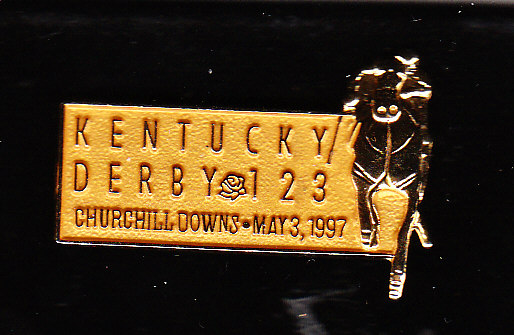 KENTUCKY
DERBY 123
CHURCHILL DOWNS • MAY 3, 1997